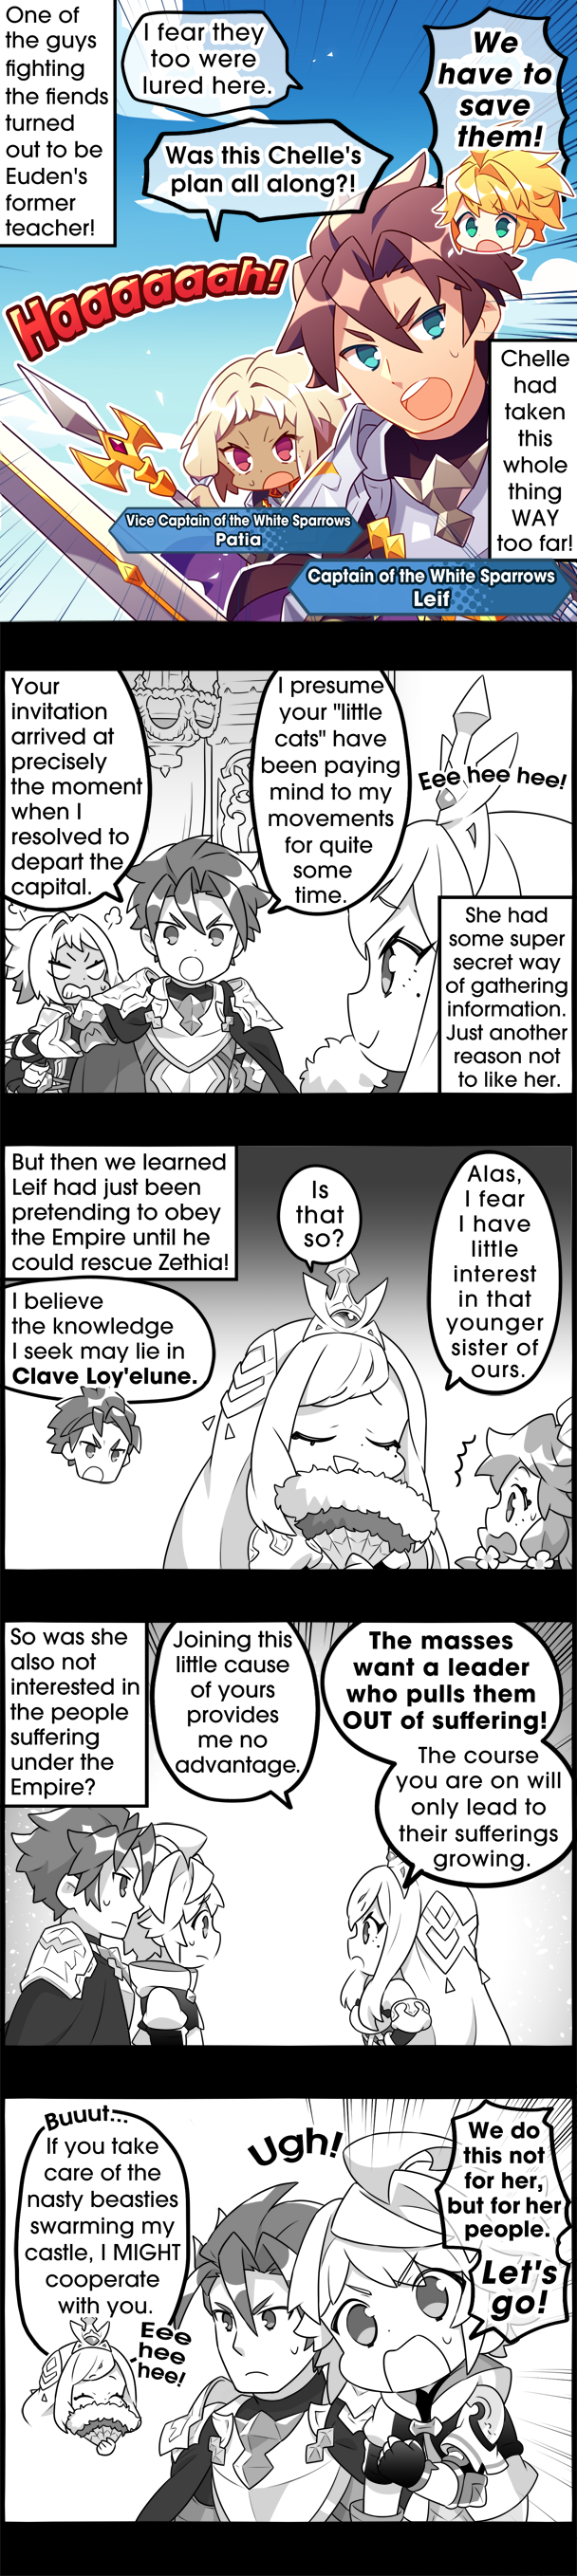 One of
the guys
fighting
the fiends
turned
out to be
Euden's
former
teacher!
I fear they
too were
lured here.
We
have to
save
them!
Was this Chelle's
plan all along?!
Haaaaaah!
Chelle
had
taken
this
whole
thing
WAY
too far!
Vice Captain of the White Sparrows
Patia
Captain of the White Sparrows
Leif
Your
invitation
arrived at
precisely
the moment
when I
resolved to
depart the
capital.
I presume
your "little
cats" have
been paying
mind to my
movements
for quite
some
time.
Eee hee hee!
She had
some super
secret way
of gathering
information.
Just another
reason not
to like her.
But then we learned
Leif had just been
pretending to obey
the Empire until he
could rescue Zethia!
I believe
the knowledge
I seek may lie in
Clave Loy'elune.
Is
that
so?
Alas,
I fear
I have
little
interest
in that
younger
sister of
ours.
So was she
also not
interested in
the people
suffering
under the
Empire?
Joining this
little cause
of yours
provides
me no
advantage.
The masses
want a leader
who pulls them
OUT of suffering!
The course
you are on will
only lead to
their sufferings
growing.
Buuut...
If you take
care of the
nasty beasties
swarming my
castle, I MIGHT
cooperate
with you.
Eee
hee
hee!
Ugh!
We do
this not
for her,
but for her
people.
Let's
go!